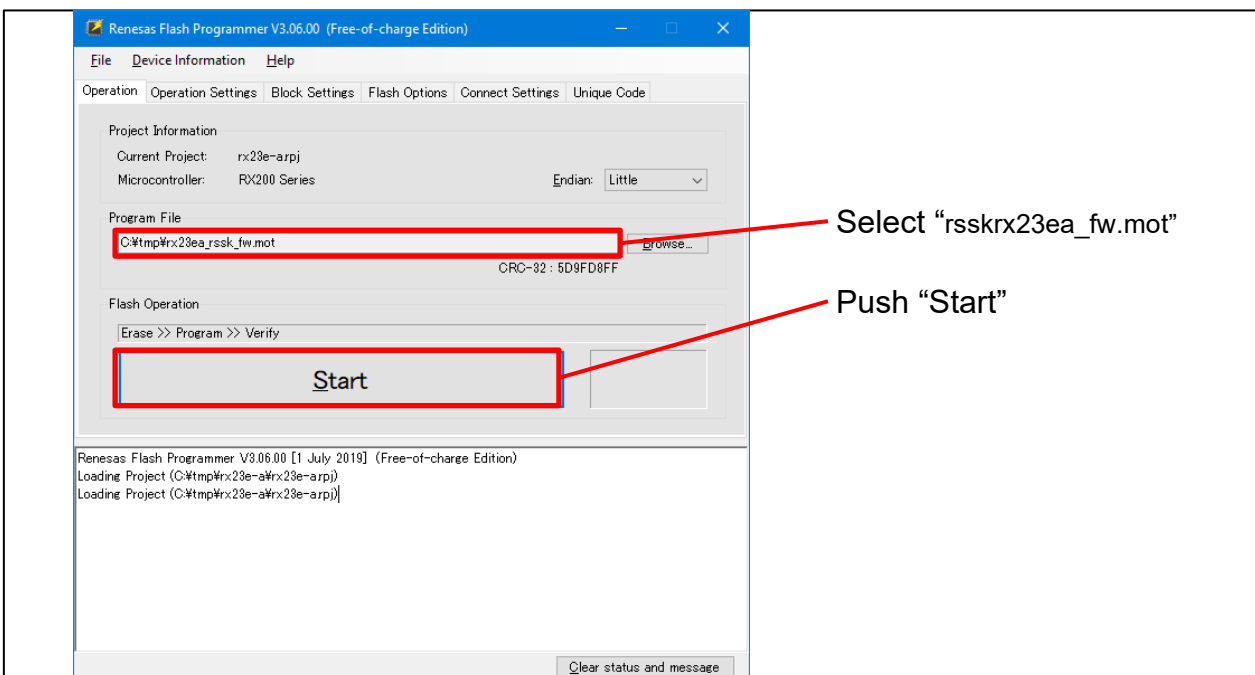 Renesas Flash Programmer V3.06.00 (Free-of-charge Edition)
File Device Information Help
Operation Operation Settings Block Settings Flash Options Connect Settings Unique Code
Project Information
Current Project: rx23e-a.rpj
Microcontroller: RX200 Series Endian: Little
Program File
C:¥tmp¥rx23ea_rssk_fw.mot Browse...
CRC-32 : 5D9FD8FF
Select “rsskrx23ea_fw.mot”
Flash Operation
Erase >> Program >> Verify
Start
Push “Start”
Renesas Flash Programmer V3.06.00 [1 July 2019] (Free-of-charge Edition)
Loading Project (C:¥tmp¥rx23e-a¥rx23e-a.rpj)
Loading Project (C:¥tmp¥rx23e-a¥rx23e-a.rpj)
Clear status and message